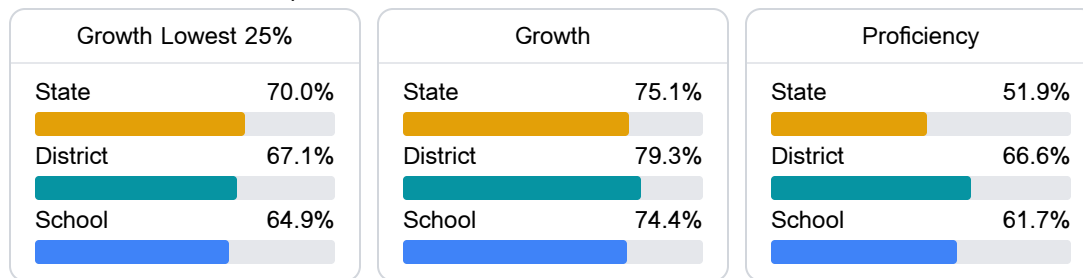 Growth Lowest 25%
State 70.0%
District 67.1%
School 64.9%
Growth
State 75.1%
District 79.3%
School 74.4%
Proficiency
State 51.9%
District 66.6%
School 61.7%